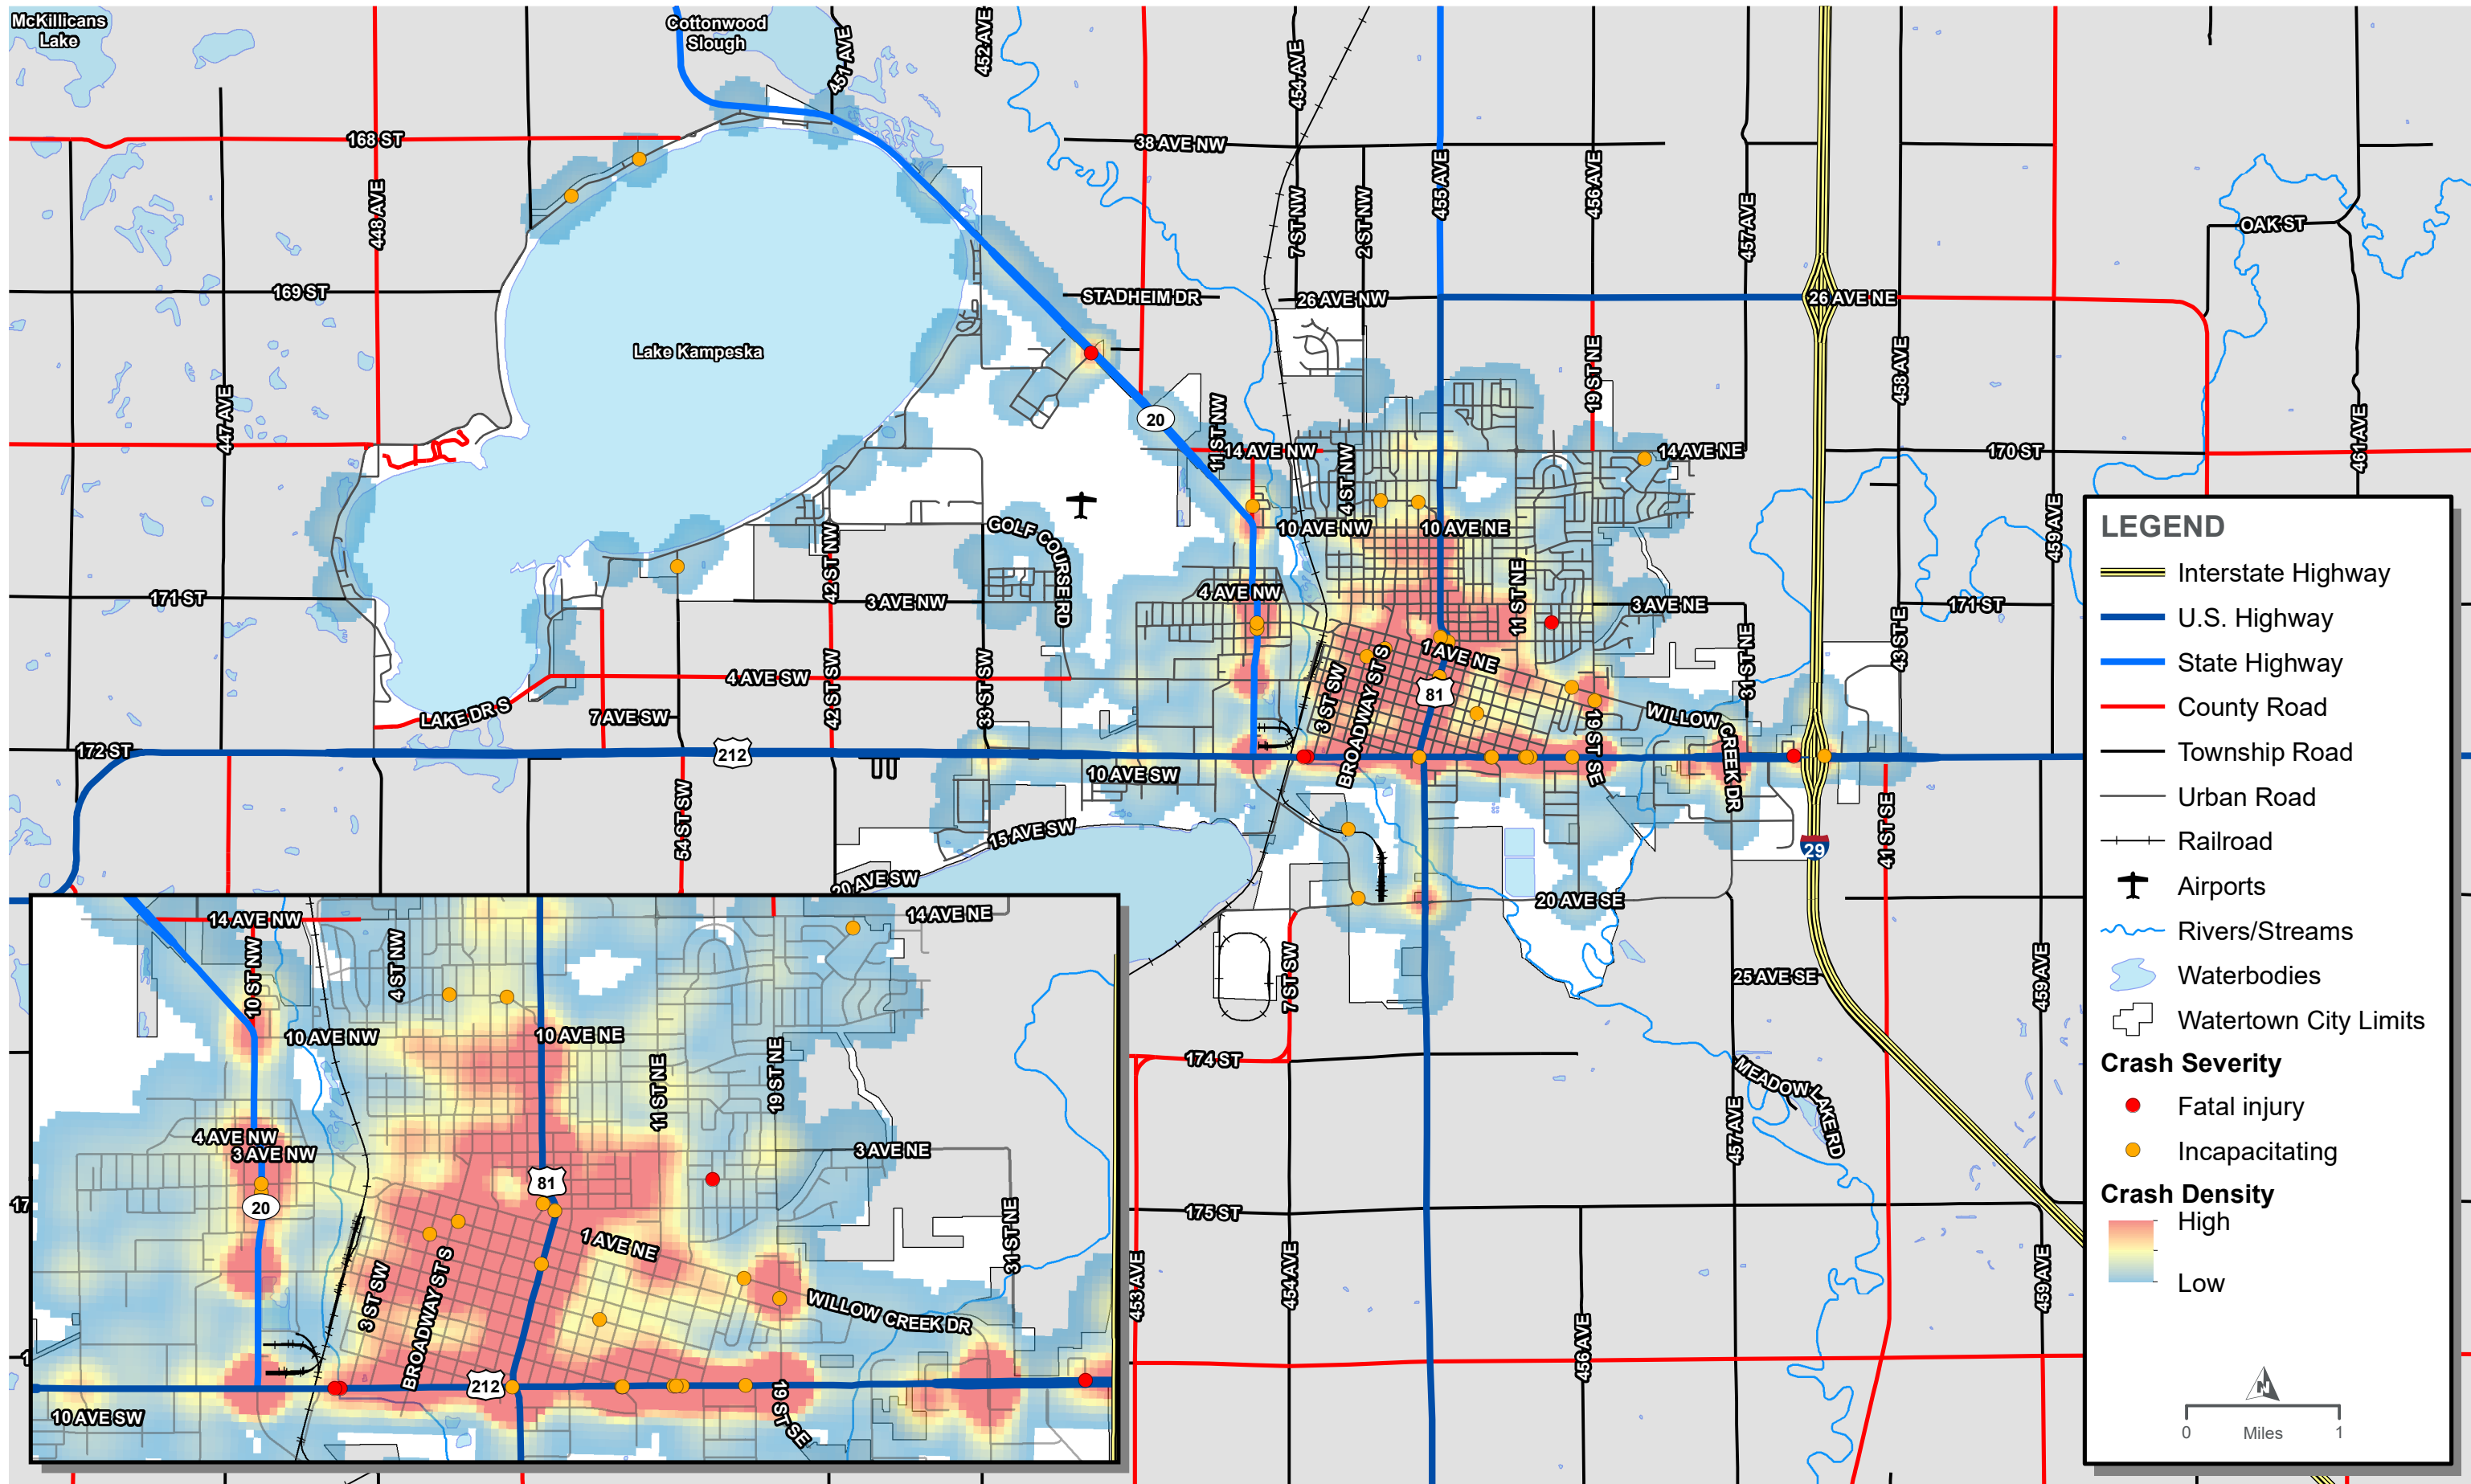 McKillicans
Lake
Cottonwood
Slough
451 AVE
452 AVE
454 AVE
168 ST
38 AVE NW
448 AVE
7 ST NW
2 ST NW
455 AVE
456 AVE
457 AVE
OAK ST
169 ST
STADHEIM DR
26 AVE NW
26 AVE NE
Lake Kampeska
447 AVE
20
11 ST NW
14 AVE NW
4 ST NW
19 ST NE
14 AVE NE
458 AVE
170 ST
461 AVE
GOLF COURSE RD
10 AVE NW
10 AVE NE
459 AVE
42 ST NW
171 ST
3 AVE NW
4 AVE NW
11 ST NE
3 AVE NE
171 ST
1 AVE NE
31 ST NE
43 ST E
4 AVE SW
42 ST SW
33 ST SW
3 ST SW
BROADWAY ST S
81
LAKE DR S
7 AVE SW
19 ST SE
WILLOW CREEK DR
172 ST
212
10 AVE SW
54 ST SW
15 AVE SW
20 AVE SW
29
41 ST SE
20 AVE SE
7 ST SW
25 AVE SE
459 AVE
174 ST
MEADOW LAKE RD
457 AVE
175 ST
453 AVE
454 AVE
456 AVE
459 AVE
14 AVE NW
10 ST NW
4 ST NW
14 AVE NE
10 AVE NW
10 AVE NE
11 ST NE
19 ST NE
4 AVE NW
3 AVE NW
3 AVE NE
20
81
1 AVE NE
31 ST NE
3 ST SW
BROADWAY ST S
WILLOW CREEK DR
212
19 ST SE
10 AVE SW
17
1
LEGEND
Interstate Highway
U.S. Highway
State Highway
County Road
Township Road
Urban Road
Railroad
Airports
Rivers/Streams
Waterbodies
Watertown City Limits
Crash Severity
Fatal injury
Incapacitating
Crash Density
High
Low
N
0 Miles 1